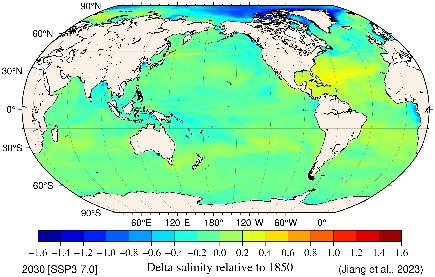 90°N
60°N
30°N
0°
30°S
60°S
90°S
60°E 120 E 180° 120°W 60°W 0°
−1.6 −1.4 −1.2 −1.0 −0.8 −0.6 −0.4 −0.2 0.0 0.2 0.4 0.6 0.8 1.0 1.2 1.4 1.6
2030 [SSP3 7.0] Delta salinity relative to 1850 (Jiang et al.. 2023)